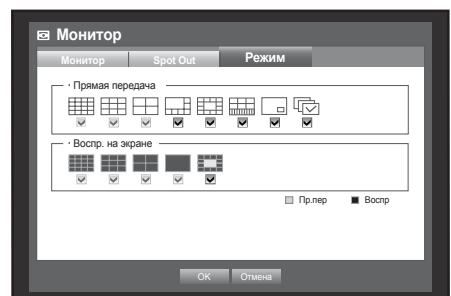 Монитор
Монитор Spot Out Режим
· Прямая передача
· Воспр. на экране
Пр.пер Воспр
OK Отмена